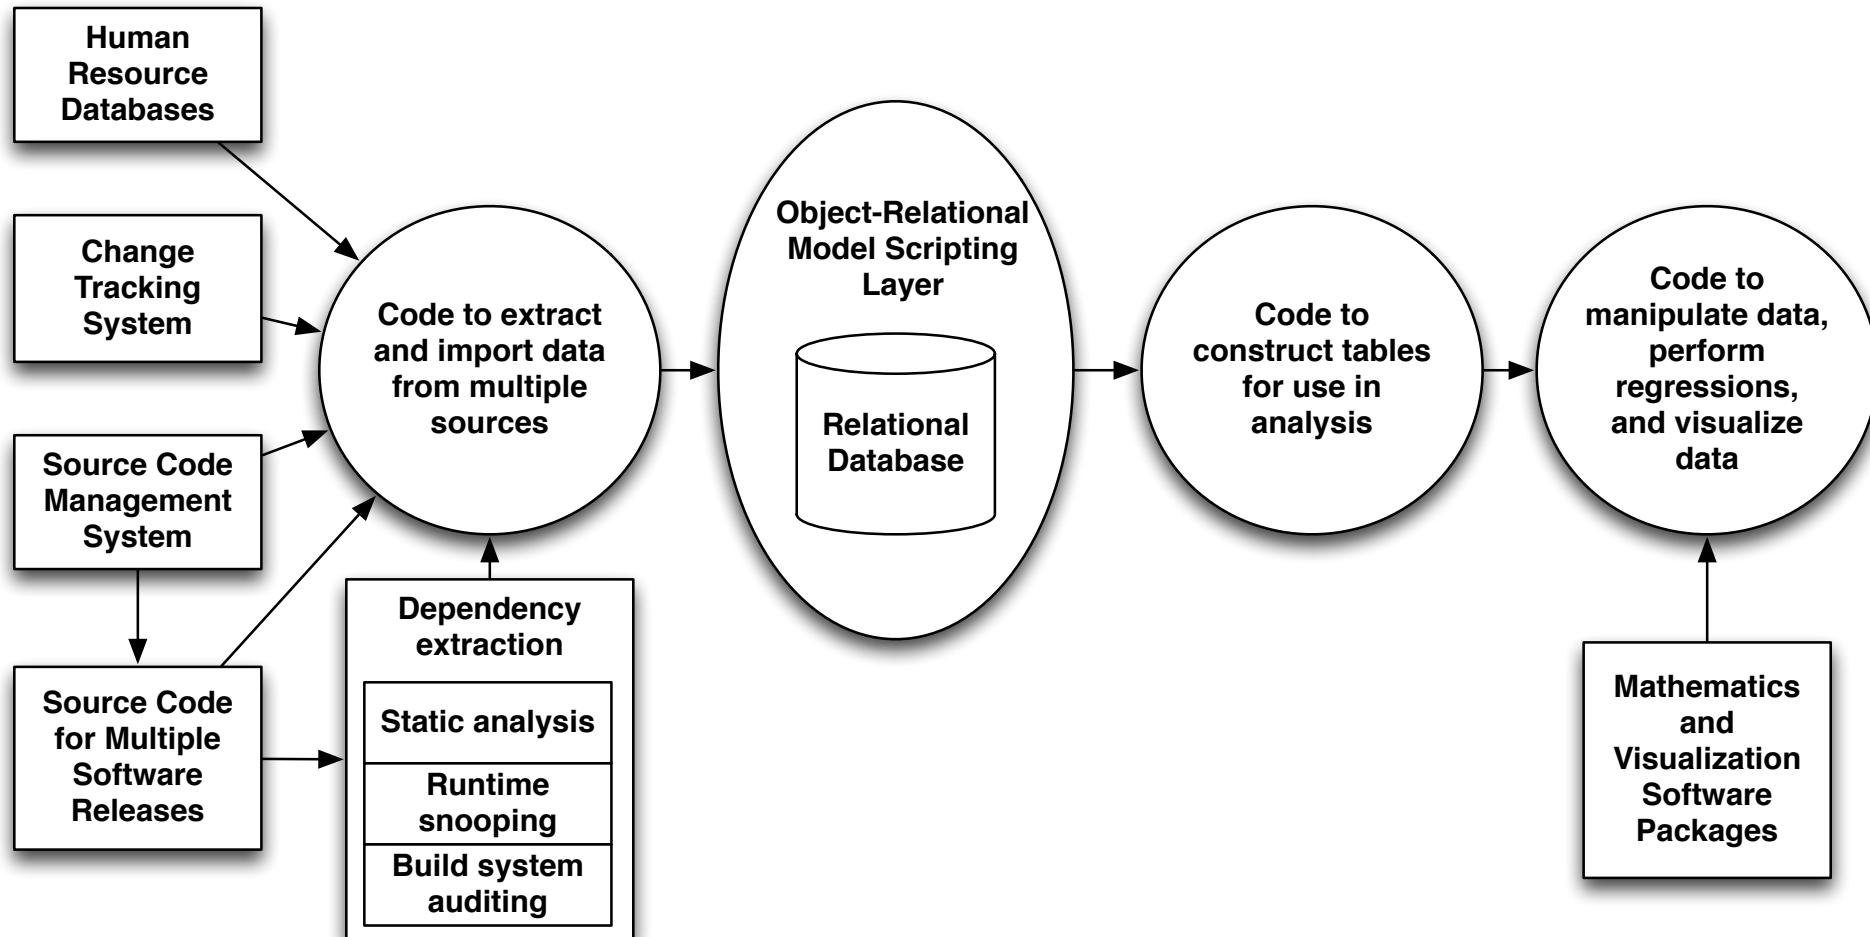 Human
Resource
Databases
Change
Tracking
System
Source Code
Management
System
Source Code
for Multiple
Software
Releases
Dependency
extraction
Static analysis
Runtime
snooping
Build system
auditing
Code to extract
and import data
from multiple
sources
Object-Relational
Model Scripting
Layer
Relational
Database
Code to
construct tables
for use in
analysis
Code to
manipulate data,
perform
regressions,
and visualize
data
Mathematics
and
Visualization
Software
Packages